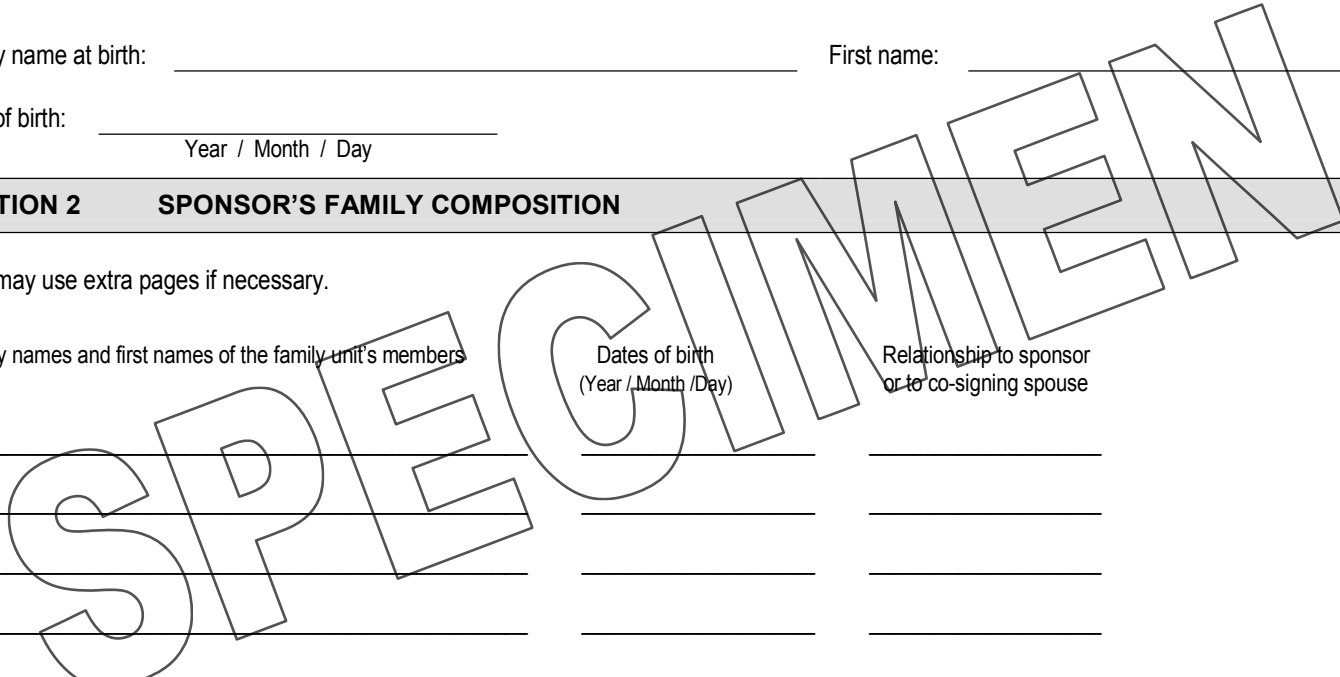 y name at birth: First name:
of birth:
Year / Month / Day
TION 2 SPONSOR'S FAMILY COMPOSITION
may use extra pages if necessary.
y names and first names of the family unit's members Dates of birth Relationship to sponsor
(Year / Month /Day) or to co-signing spouse
SPECIMEN